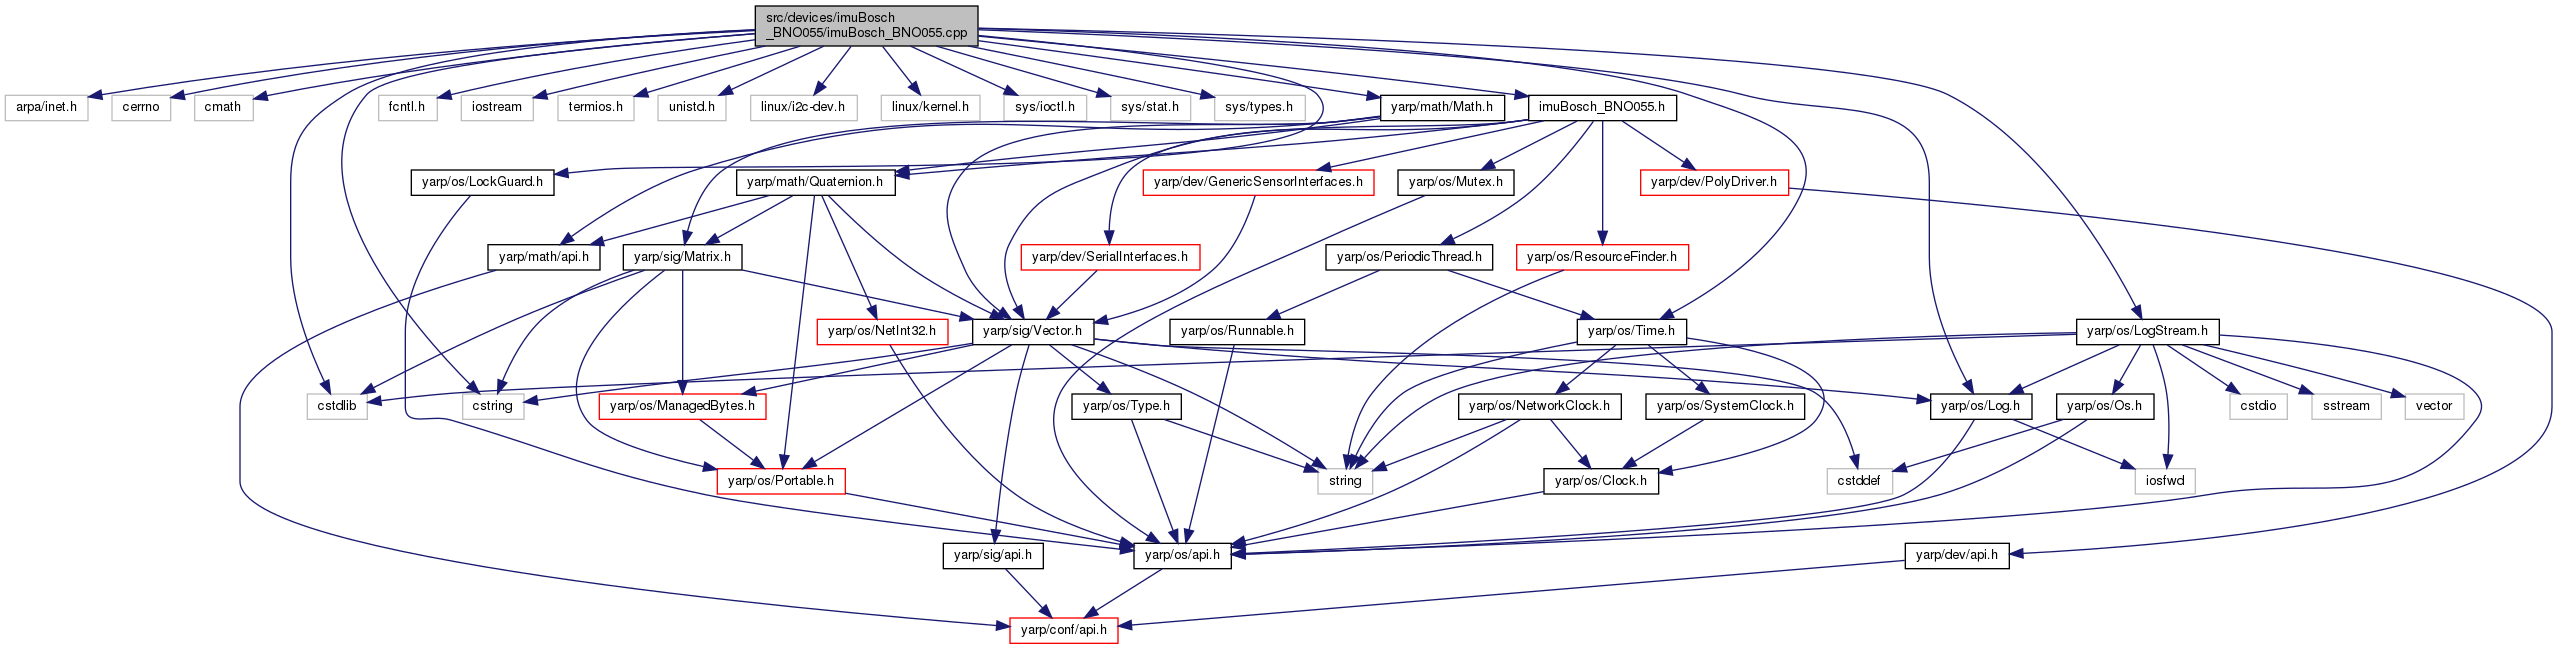 src/devices/imuBosch
_BNO055/imuBosch_BNO055.cpp
arpa/inet.h
cerrno
cmath
fcntl.h
iostream
termios.h
unistd.h
linux/i2c-dev.h
linux/kernel.h
sys/ioctl.h
sys/stat.h
sys/types.h
yarp/math/Math.h
imuBosch_BNO055.h
yarp/os/LockGuard.h
yarp/math/Quaternion.h
yarp/dev/GenericSensorInterfaces.h
yarp/os/Mutex.h
yarp/dev/PolyDriver.h
yarp/math/api.h
yarp/sig/Matrix.h
yarp/dev/SerialInterfaces.h
yarp/os/PeriodicThread.h
yarp/os/ResourceFinder.h
yarp/os/NetInt32.h
yarp/sig/Vector.h
yarp/os/Runnable.h
yarp/os/Time.h
yarp/os/LogStream.h
cstdlib
cstring
yarp/os/ManagedBytes.h
yarp/os/Type.h
yarp/os/NetworkClock.h
yarp/os/SystemClock.h
yarp/os/Log.h
yarp/os/Os.h
cstdio
sstream
vector
yarp/os/Portable.h
string
yarp/os/Clock.h
cstddef
iosfwd
yarp/sig/api.h
yarp/os/api.h
yarp/dev/api.h
yarp/conf/api.h